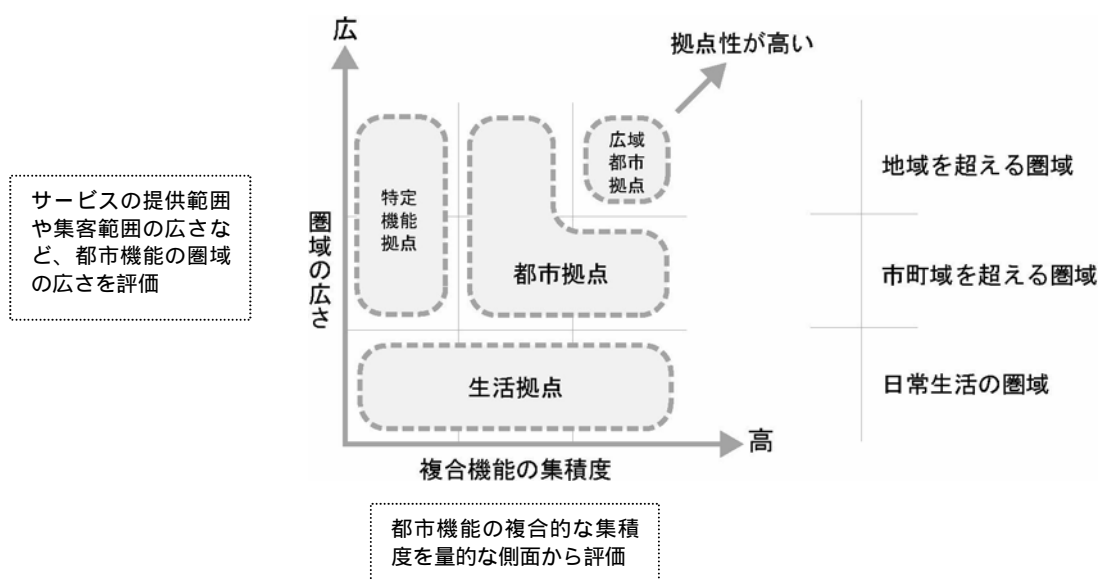 広
拠点性が高い
サービスの提供範囲
や集客範囲の広さな
ど、都市機能の圏域
の広さを評価
圏域の広さ
特定
機能
拠点
都市拠点
広域
都市
拠点
生活拠点
地域を超える圏域
市町域を超える圏域
日常生活の圏域
高
複合機能の集積度
都市機能の複合的な集積
度を量的な側面から評価